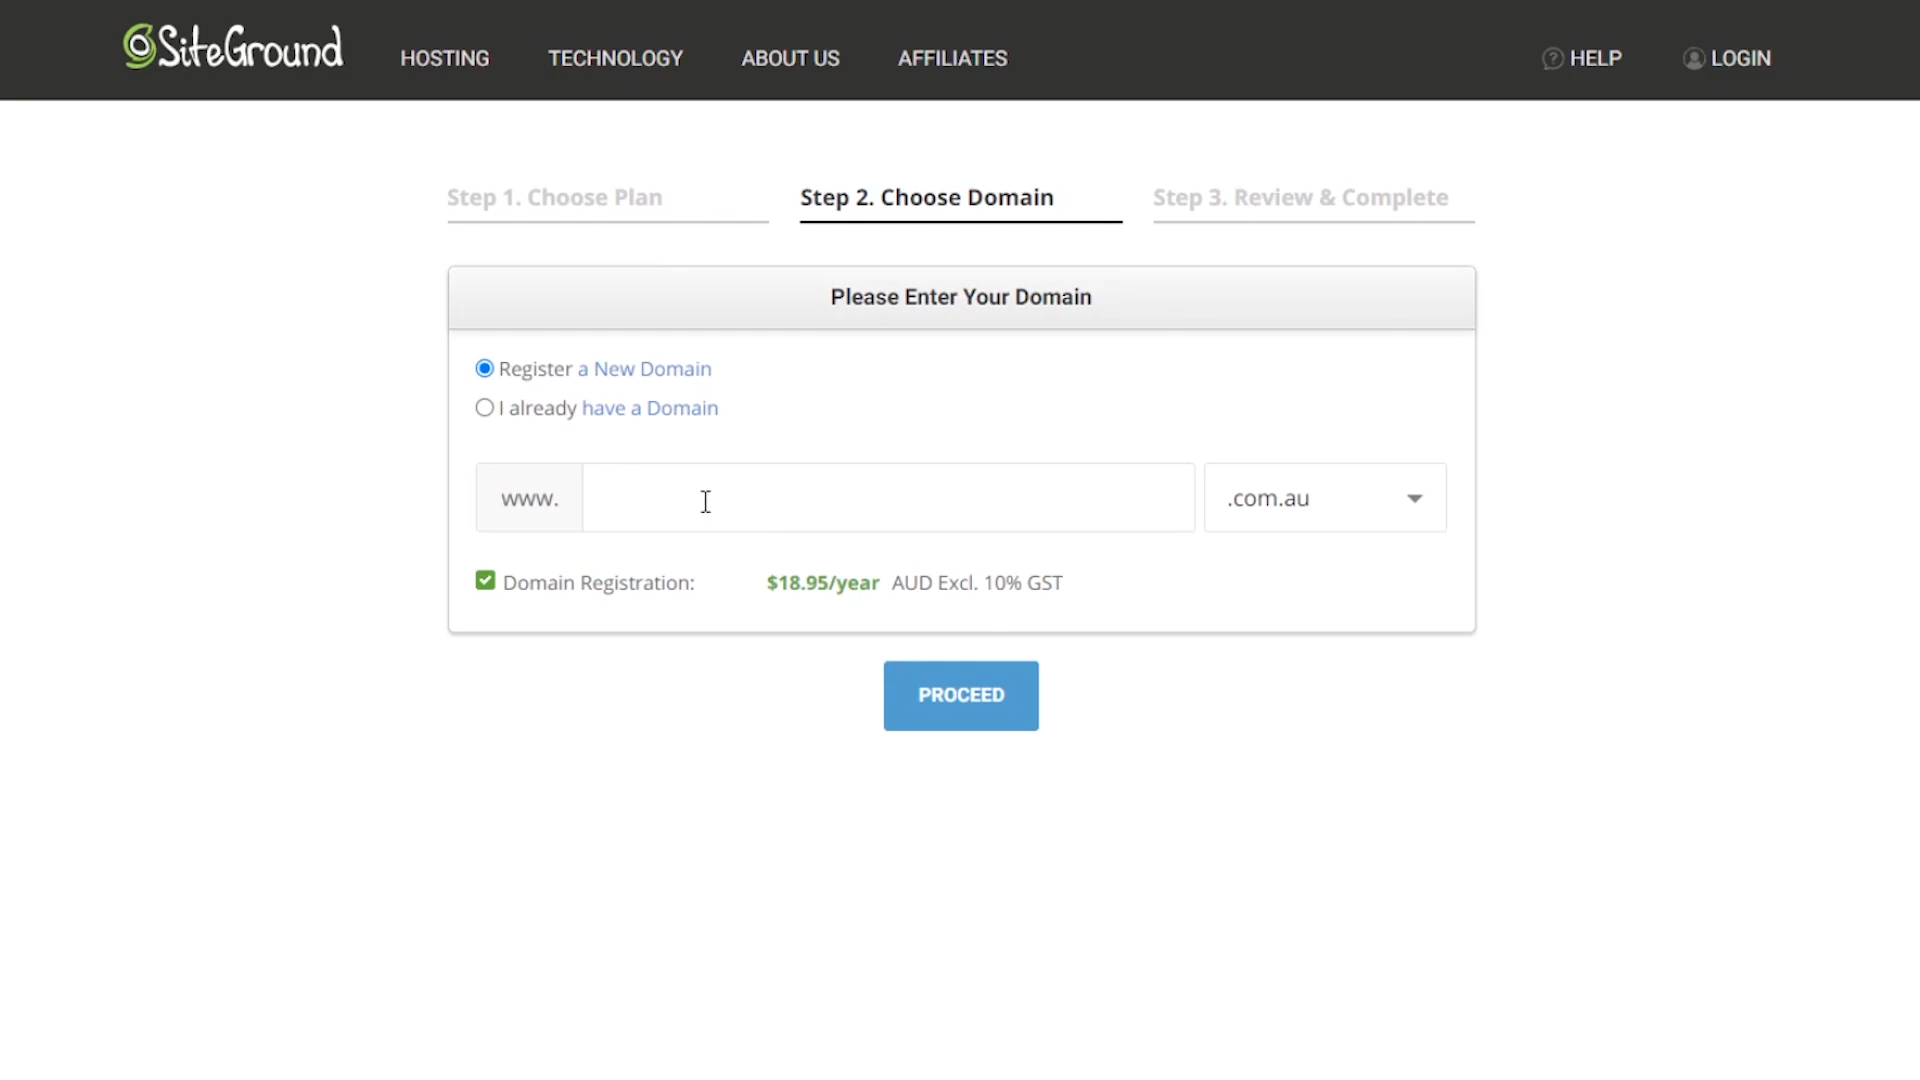 SiteGround HOSTING TECHNOLOGY ABOUT US AFFILIATES ? HELP LOGIN
Step 1. Choose Plan Step 2. Choose Domain Step 3. Review & Complete
Please Enter Your Domain
Register a New Domain
I already have a Domain
www. .com.au
Domain Registration: $18.95/year AUD Excl. 10% GST
PROCEED